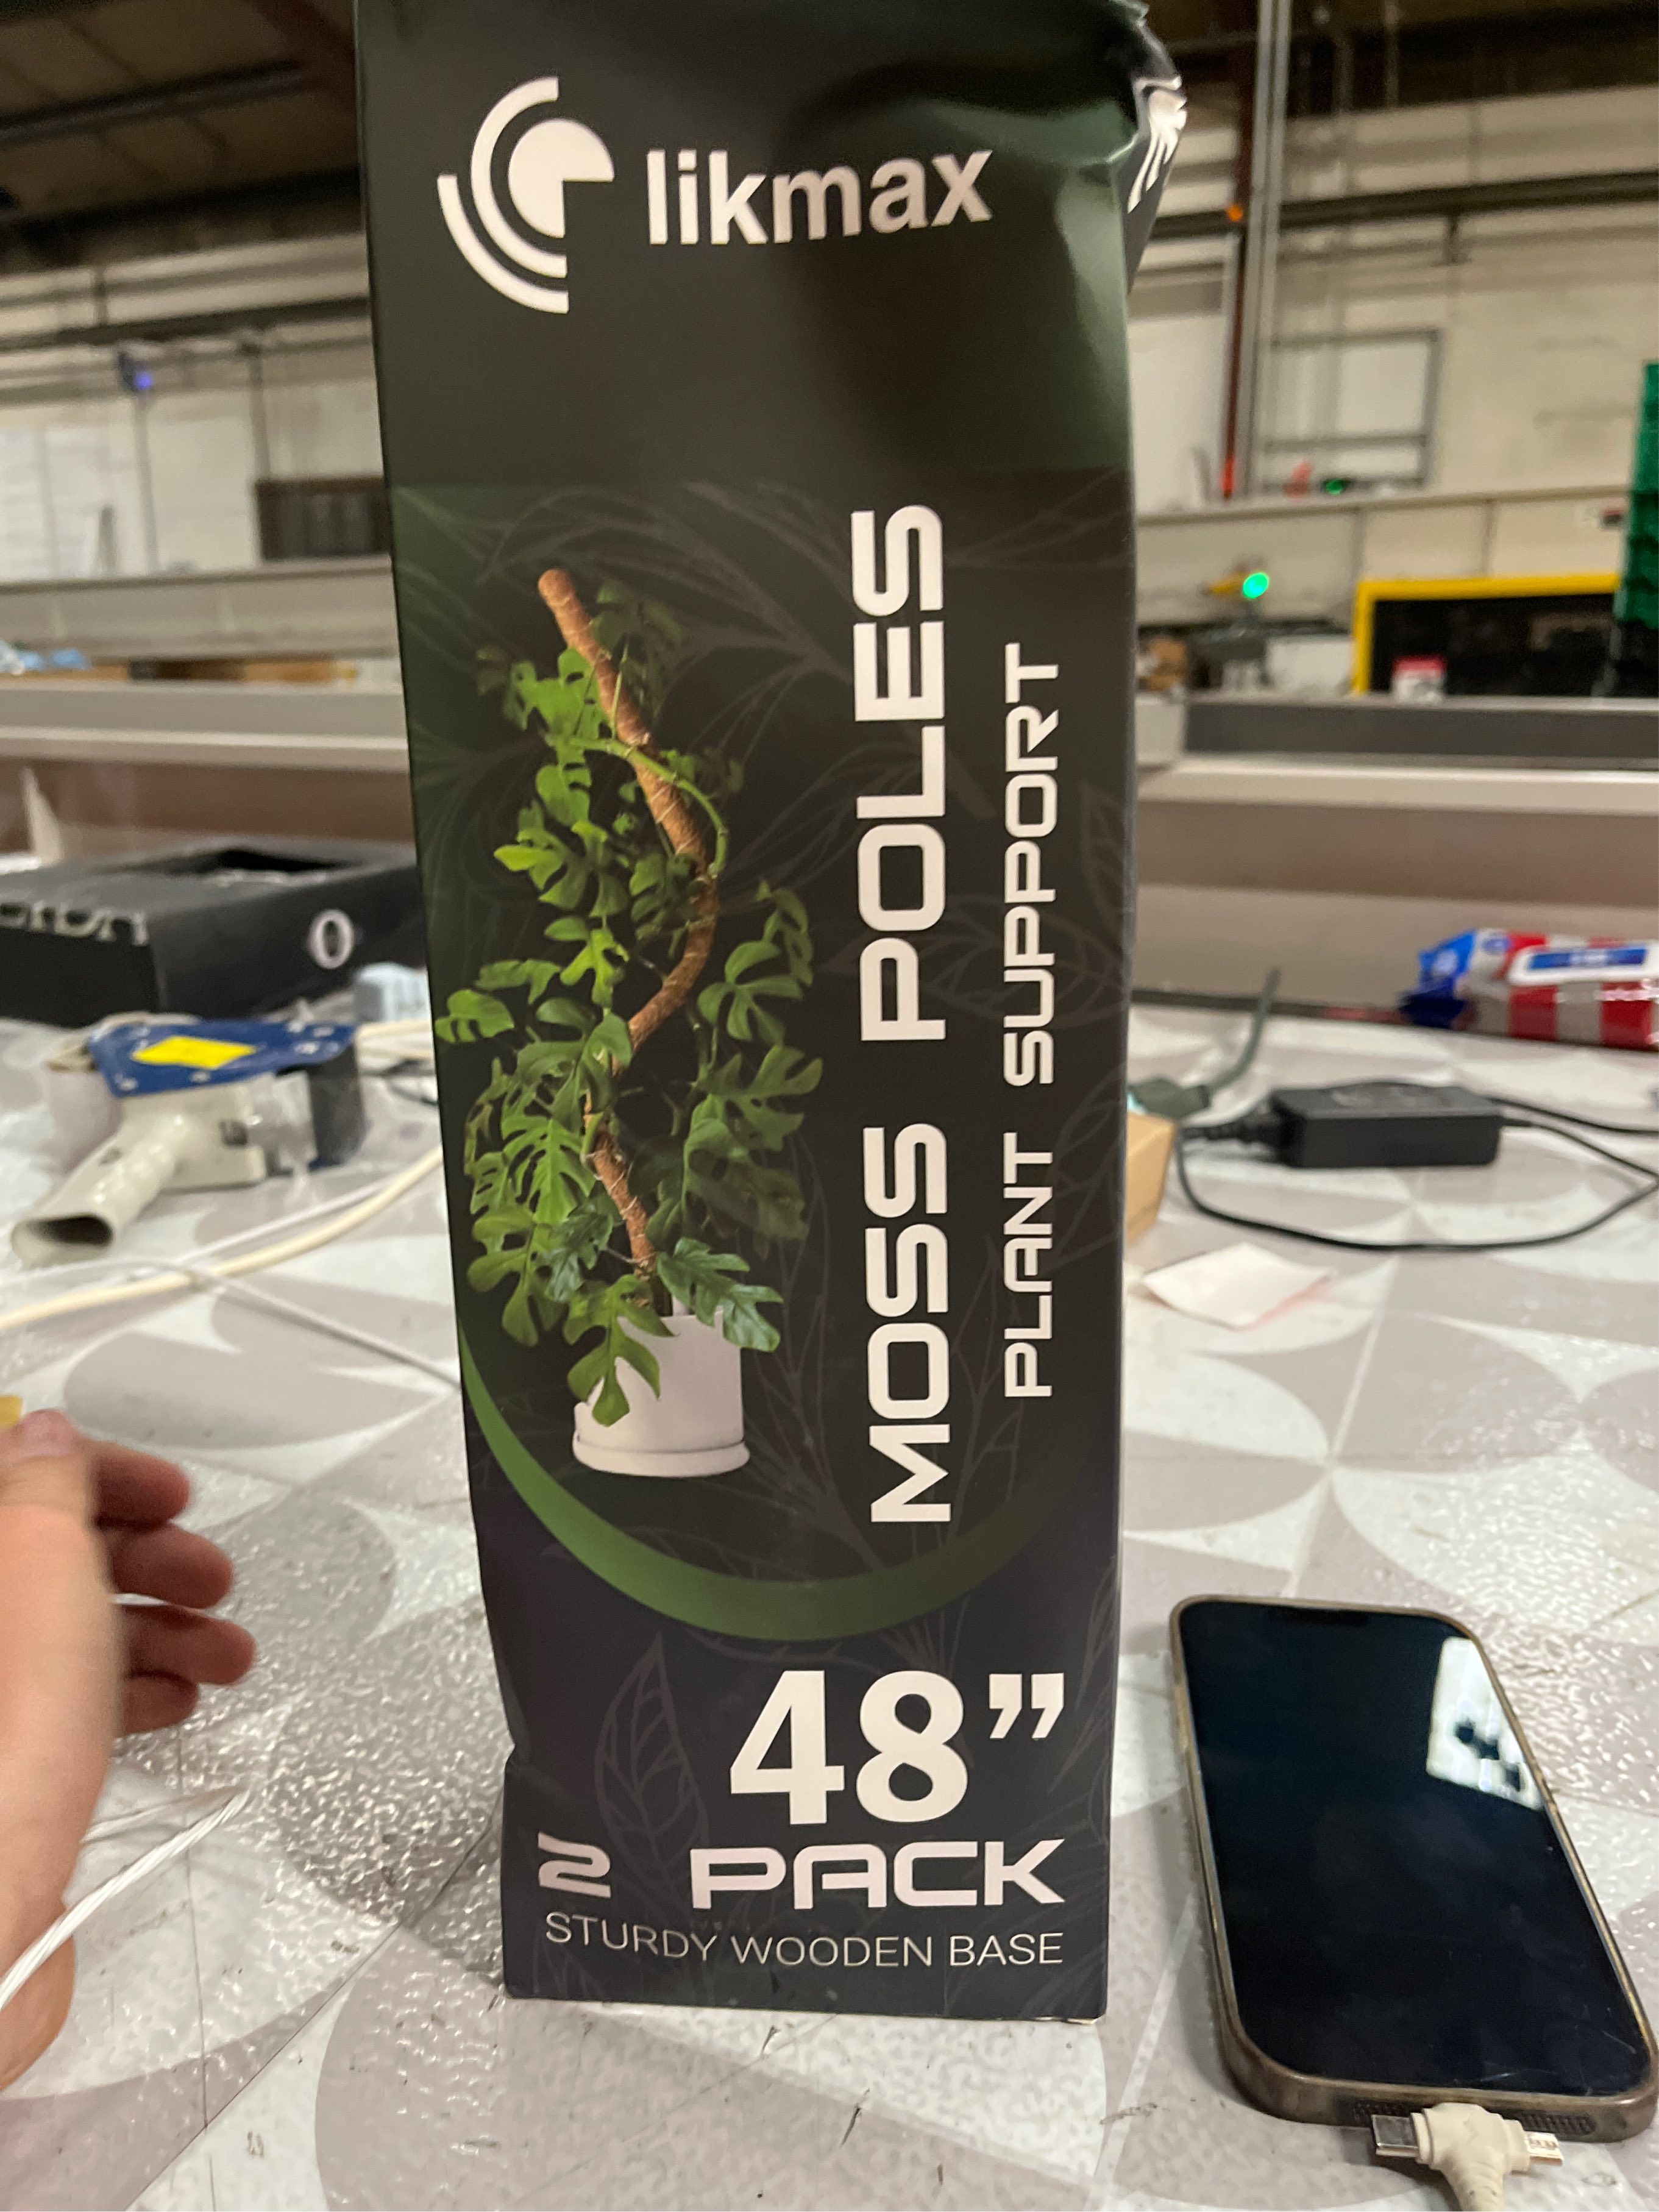 likmax
MOSS POLES
PLANT SUPPORT
48”
2 PACK
STURDY WOODEN BASE